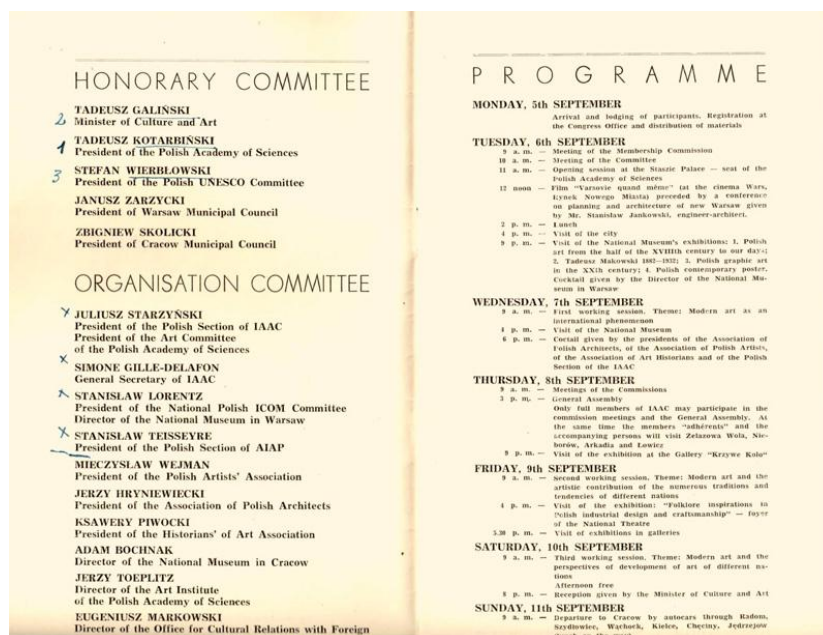 HONORARY COMMITTEE
TADEUSZ GALIŃSKI
2 Minister of Culture and Art
1 TADEUSZ KOTARBIŃSKI
President of the Polish Academy of Sciences
3 STEFAN WIERBŁOWSKI
President of the Polish UNESCO Committee
JANUSZ ZARZYCKI
President of Warsaw Municipal Council
ZBIGNIEW SKOLICKI
President of Cracow Municipal Council
ORGANISATION COMMITTEE
x JULIUSZ STARZYŃSKI
President of the Polish Section of IAAC
President of the Art Committee
of the Polish Academy of Sciences
x
SIMONE GILLE-DELAFON
General Secretary of IAAC
x STANISŁAW LORENTZ
President of the National Polish ICOM Committee
Director of the National Museum in Warsaw
x STANISŁAW TEISSEYRE
President of the Polish Section of AIAP
MIECZYSŁAW WEJMAN
President of the Polish Artists' Association
JERZY HRYNIEWIECKI
President of the Association of Polish Architects
KSAWERY PIWOCKI
President of the Historians' of Art Association
ADAM BOCHNAK
Director of the National Museum in Cracow
JERZY TOEPLITZ
Director of the Art Institute
of the Polish Academy of Sciences
EUGENIUSZ MARKOWSKI
Director of the Office for Cultural Relations with Foreign
PROGRAMME
MONDAY, 5th SEPTEMBER
Arrival and lodging of participants. Registration at
the Congress Office and distribution of materials
TUESDAY, 6th SEPTEMBER
9 a. m. — Meeting of the Membership Commission
10 a. m. — Meeting of the Committee
11 a. m. — Opening session at the Staszic Palace — seat of the
Polish Academy of Sciences
12 noon — Film "Varsovie quand même" (at the cinema Wars,
Rynek Nowego Miasta) preceded by a conference
on planning and architecture of new Warsaw given
by Mr. Stanisław Jankowski, engineer-architect.
2 p. m. — Lunch
4 p. m. — Visit of the city
9 p. m. — Visit of the National Museum's exhibitions: 1. Polish
art from the half of the XVIIIth century to our days;
2. Tadeusz Makowski 1882—1932; 3. Polish graphic art
in the XXth century; 4. Polish contemporary poster.
Cocktail given by the Director of the National Mu-
seum in Warsaw
WEDNESDAY, 7th SEPTEMBER
9 a. m. — First working session. Theme: Modern art as an
international phenomenon
4 p. m. — Visit of the National Museum
6 p. m. — Coctail given by the presidents of the Association of
Polish Architects, of the Association of Polish Artists,
of the Association of Art Historians and of the Polish
Section of the IAAC
THURSDAY, 8th SEPTEMBER
9 a. m. — Meetings of the Commissions
3 p. m. — General Assembly
Only full members of IAAC may participate in the
commission meetings and the General Assembly. At
the same time the members "adhérents" and the
accompanying persons will visit Żelazowa Wola, Nie-
borów, Arkadia and Łowicz
9 p. m. — Visit of the exhibition at the Gallery "Krzywe Koło"
FRIDAY, 9th SEPTEMBER
9 a. m. — Second working session. Theme: Modern art and the
artistic contribution of the numerous traditions and
tendencies of different nations
4 p. m. — Visit of the exhibition: "Folklore inspirations in
Polish industrial design and craftsmanship" — foyer
of the National Theatre
5.30 p. m. — Visit of exhibitions in galleries
SATURDAY, 10th SEPTEMBER
9 a. m. — Third working session. Theme: Modern art and the
perspectives of development of art of different na-
tions
Afternoon free
8 p. m. — Reception given by the Minister of Culture and Art
SUNDAY, 11th SEPTEMBER
9 a. m. — Departure to Cracow by autocars through Radom,
Szydłowiec, Wąchock, Kielce, Chęciny, Jędrzejow